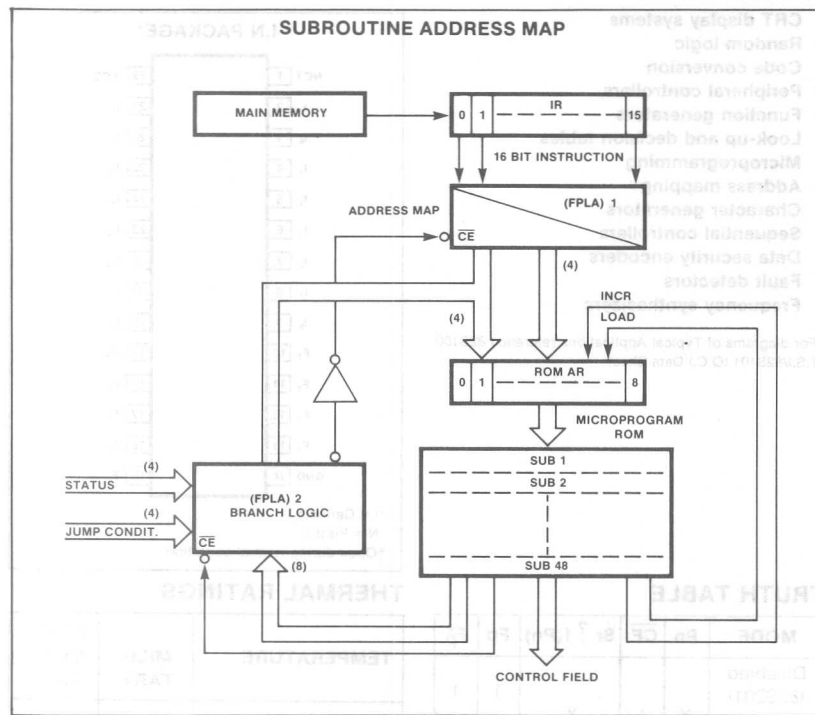 SUBROUTINE ADDRESS MAP
MAIN MEMORY
IR
0 1 15
16 BIT INSTRUCTION
(FPLA) 1
ADDRESS MAP
CE
(4)
(4)
INCR
LOAD
ROM AR
0 1 8
MICROPROGRAM
ROM
SUB 1
SUB 2
SUB 48
(4)
STATUS
(4)
JUMP CONDIT.
(FPLA) 2
BRANCH LOGIC
CE
(8)
CONTROL FIELD
CRT display systems
Random logic
Code conversion
Peripheral controllers
Function generators
Look-up and decision tables
Microprogramming
Address mapping
Character generators
Sequential controllers
Data security encoders
Fault detectors
Frequency synthesizers
TRUTH TABLE
THERMAL RATINGS
MODE
TEMPERATURE